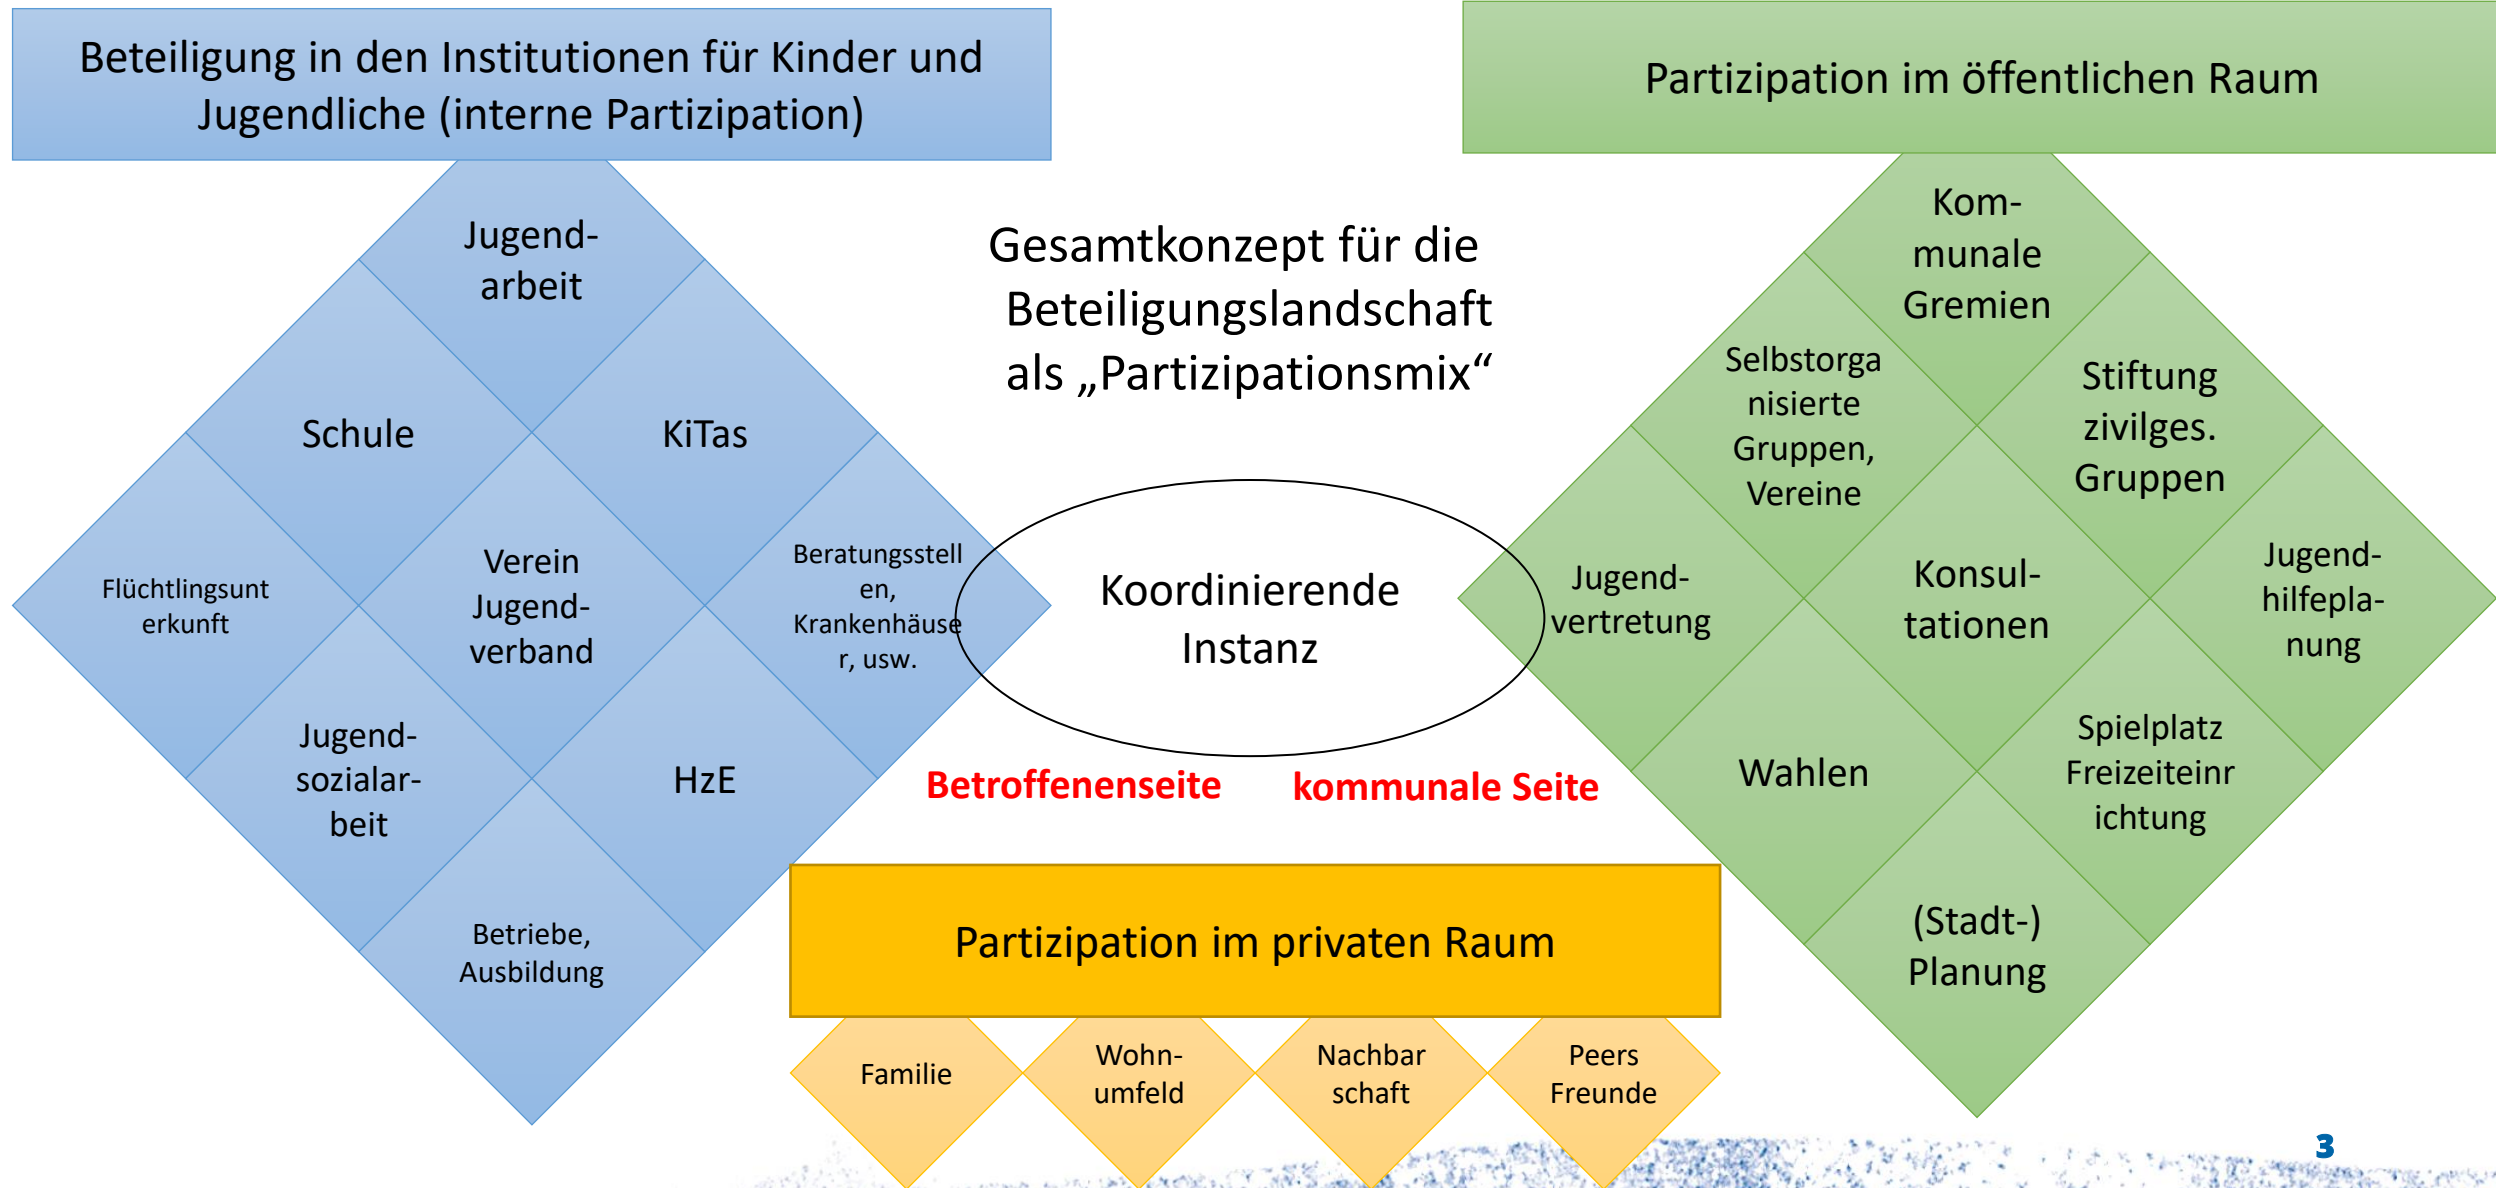 Beteiligung in den Institutionen für Kinder und
Jugendliche (interne Partizipation)
Partizipation im öffentlichen Raum
Gesamtkonzept für die
Beteiligungslandschaft
als „Partizipationsmix“
Jugend-
arbeit
Schule
KiTas
Flüchtlingsunt
erkunft
Verein
Jugend-
verband
Beratungsstell
en,
Krankenhäuse
r, usw.
Jugend-
sozialar-
beit
HzE
Betriebe,
Ausbildung
Koordinierende
Instanz
Betroffenenseite
kommunale Seite
Kom-
munale
Gremien
Selbstorga
nisierte
Gruppen,
Vereine
Stiftung
zivilges.
Gruppen
Jugend-
vertretung
Konsul-
tationen
Jugend-
hilfepla-
nung
Wahlen
Spielplatz
Freizeiteinr
ichtung
(Stadt-)
Planung
Partizipation im privaten Raum
Familie
Wohn-
umfeld
Nachbar
schaft
Peers
Freunde
3